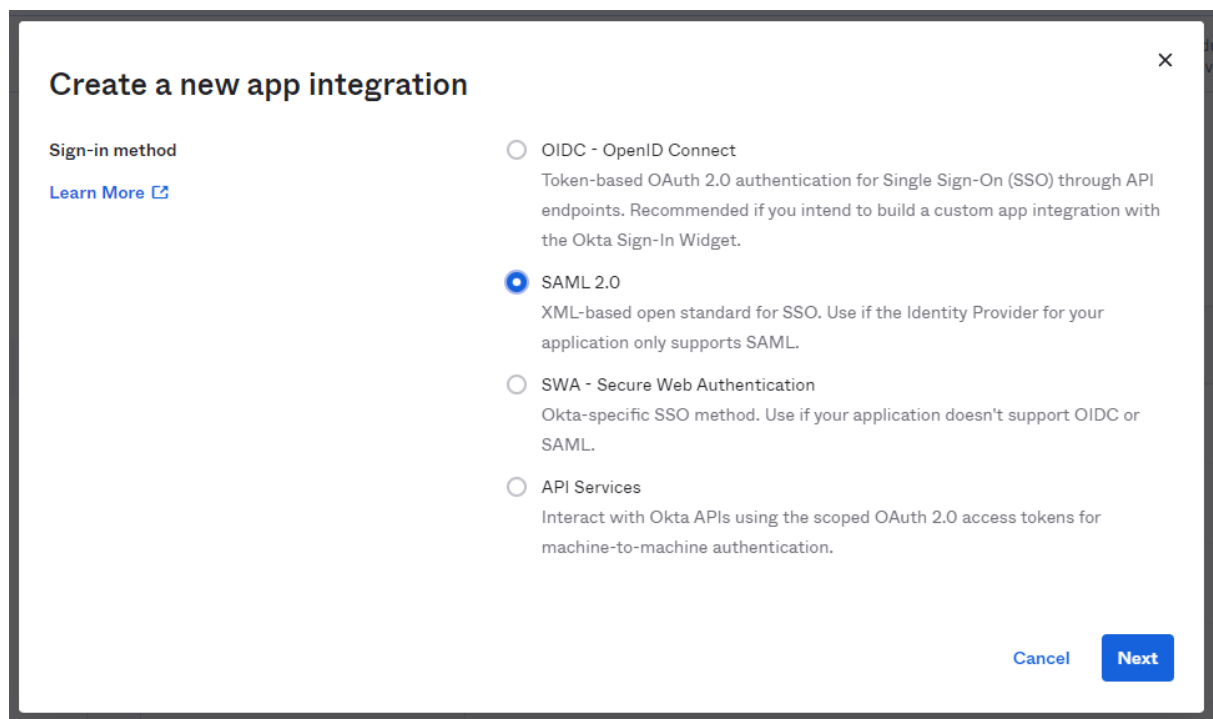 Create a new app integration
Sign-in method
Learn More
OIDC - OpenID Connect
Token-based OAuth 2.0 authentication for Single Sign-On (SSO) through API
endpoints. Recommended if you intend to build a custom app integration with
the Okta Sign-In Widget.
SAML 2.0
XML-based open standard for SSO. Use if the Identity Provider for your
application only supports SAML.
SWA - Secure Web Authentication
Okta-specific SSO method. Use if your application doesn't support OIDC or
SAML.
API Services
Interact with Okta APIs using the scoped OAuth 2.0 access tokens for
machine-to-machine authentication.
Cancel
Next